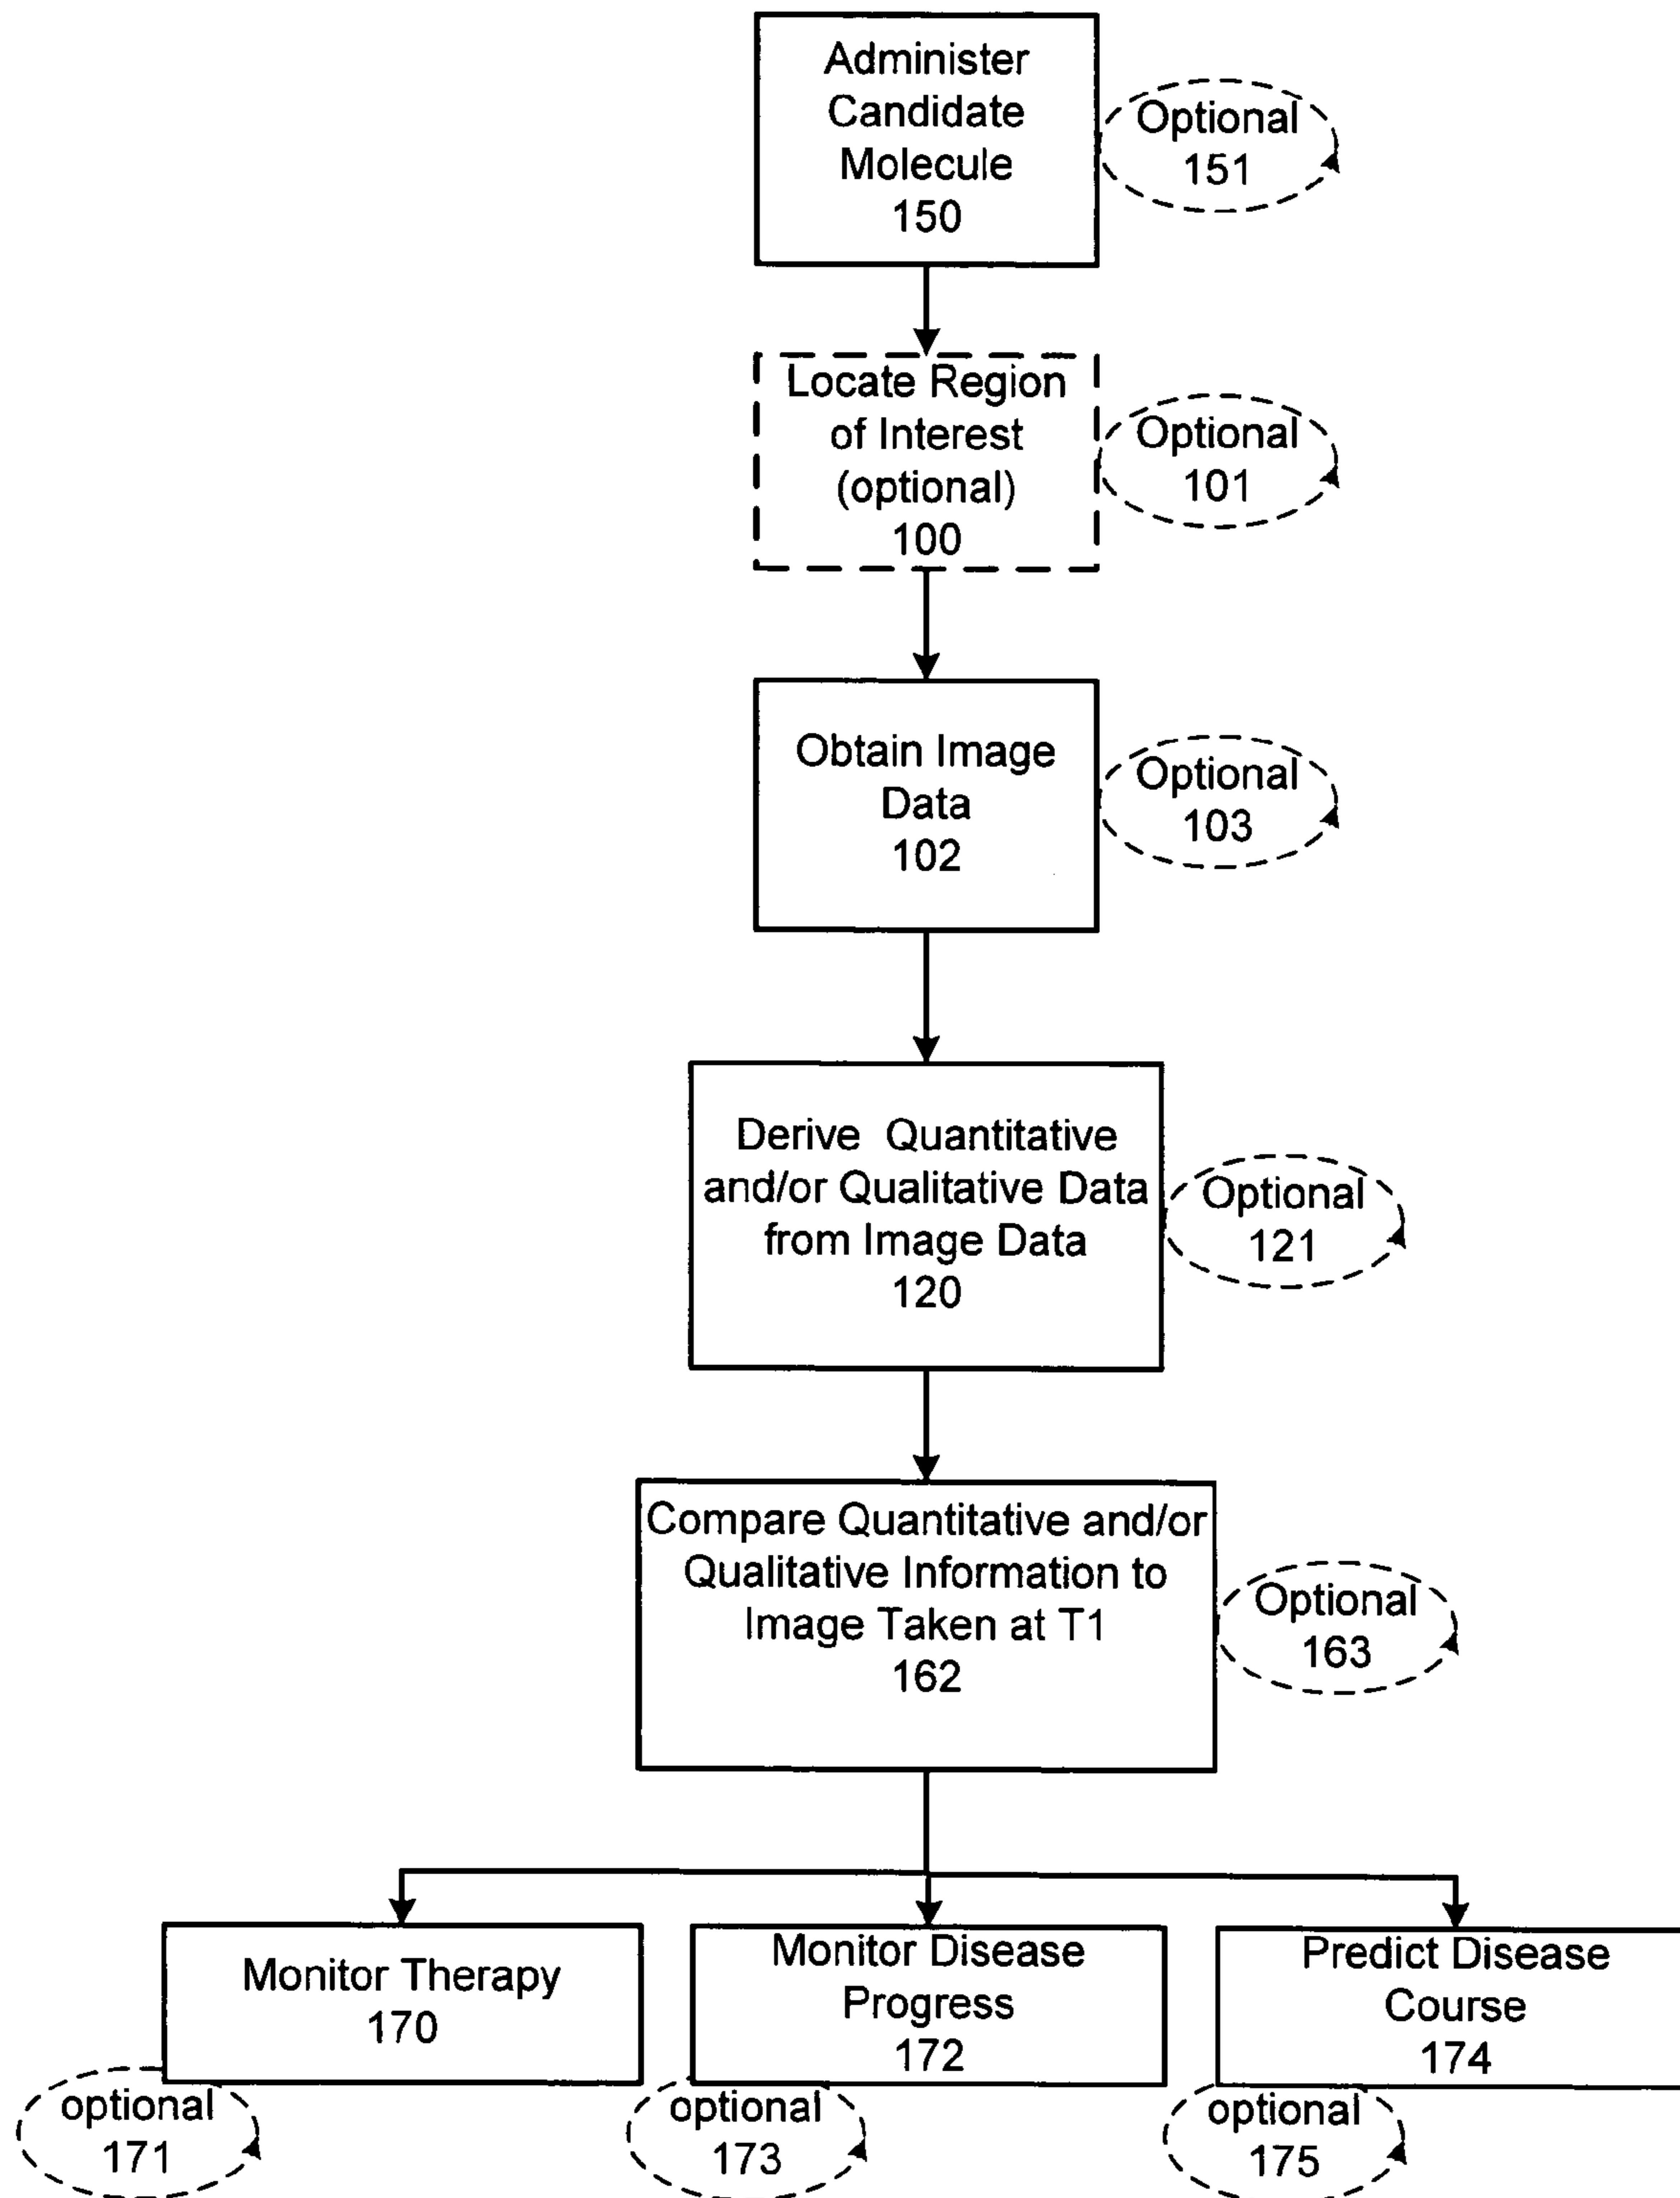 Administer
Candidate
Molecule
150
Optional
151
Locate Region
of Interest
(optional)
100
Optional
101
Obtain Image
Data
102
Optional
103
Derive Quantitative
and/or Qualitative Data
from Image Data
120
Optional
121
Compare Quantitative and/or
Qualitative Information to
Image Taken at T1
162
Optional
163
Monitor Therapy
170
optional
171
Monitor Disease
Progress
172
optional
173
Predict Disease
Course
174
optional
175